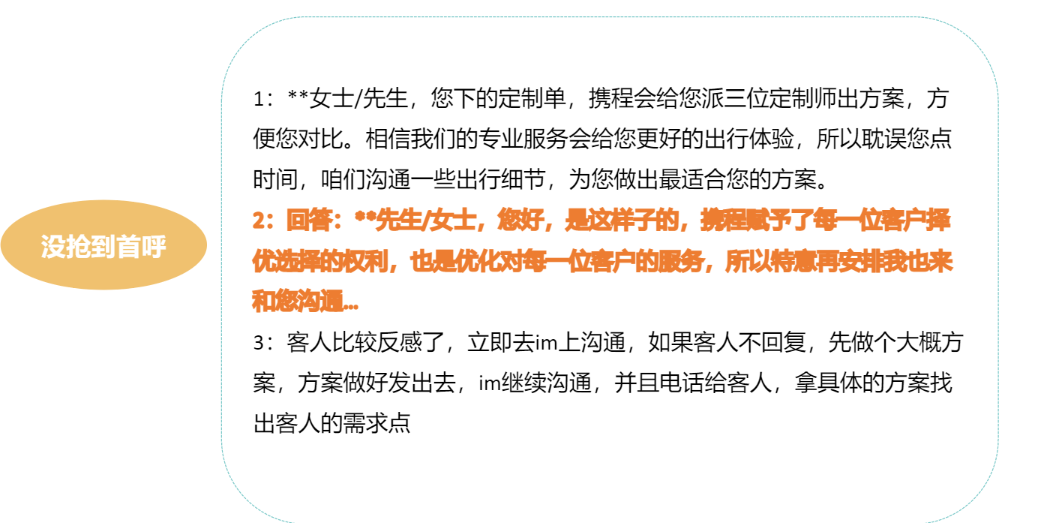 没抢到首呼
1：**女士/先生，您下的定制单，携程会给您派三位定制师出方案，方
便您对比。相信我们的专业服务会给您更好的出行体验，所以耽误您点
时间，咱们沟通一些出行细节，为您做出最适合您的方案。
2：回答：**先生/女士，您好，是这样子的，携程赋予了每一位客户择
优选择的权利，也是优化对每一位客户的服务，所以特意再安排我也来
和您沟通...
3：客人比较反感了，立即去im上沟通，如果客人不回复，先做个大概方
案，方案做好发出去，im继续沟通，并且电话给客人，拿具体的方案找
出客人的需求点